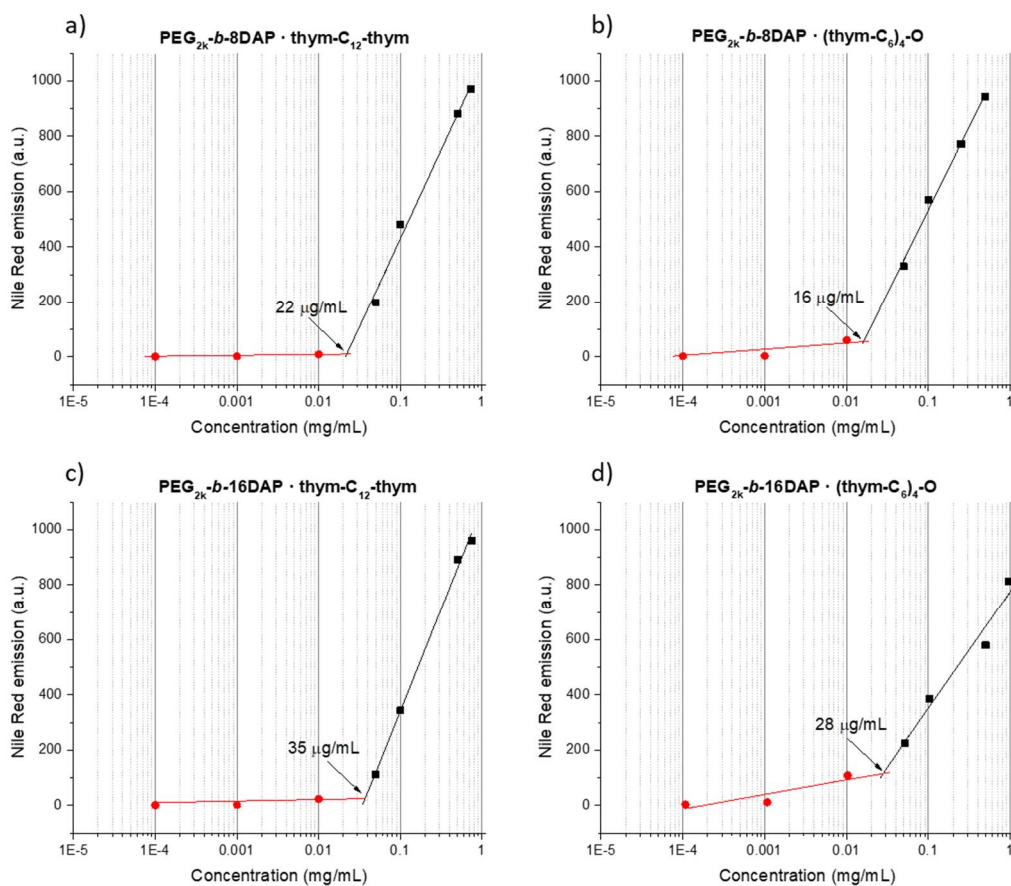 a)
PEG2k-b-8DAP · thym-C12-thym
Nile Red emission (a.u.)
1000
800
600
400
200
0
22 µg/mL
1E-5 1E-4 0.001 0.01 0.1 1
Concentration (mg/mL)
b)
PEG2k-b-8DAP · (thym-C6)4-O
Nile Red emission (a.u.)
1000
800
600
400
200
0
16 µg/mL
1E-5 1E-4 0.001 0.01 0.1 1
Concentration (mg/mL)
c)
PEG2k-b-16DAP · thym-C12-thym
Nile Red emission (a.u.)
1000
800
600
400
200
0
35 µg/mL
1E-5 1E-4 0.001 0.01 0.1 1
Concentration (mg/mL)
d)
PEG2k-b-16DAP · (thym-C6)4-O
Nile Red emission (a.u.)
1000
800
600
400
200
0
28 µg/mL
1E-5 1E-4 0.001 0.01 0.1 1
Concentration (mg/mL)